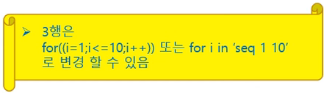 ➢ 3행은
for((i=1;i<=10;i++)) 또는 for i in ‘seq 1 10’
로 변경 할 수 있음